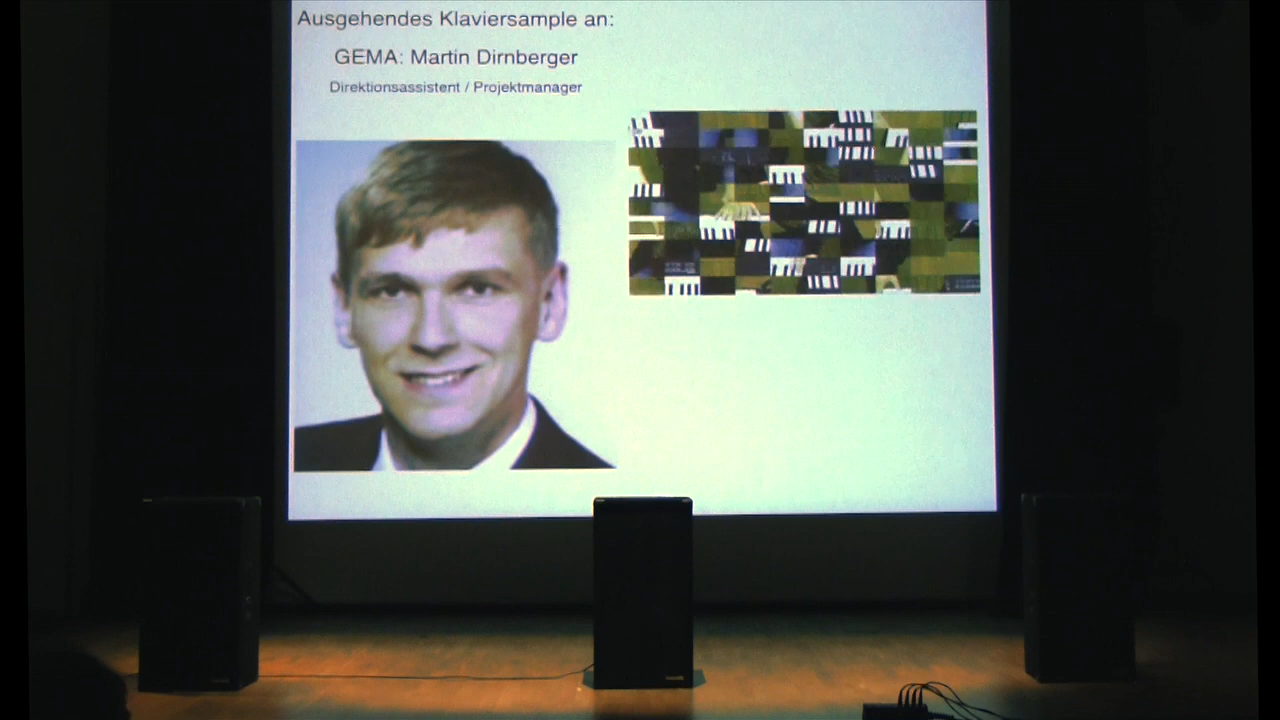 Ausgehendes Klaviersample an:
GEMA: Martin Dirnberger
Direktionsassistent / Projektmanager